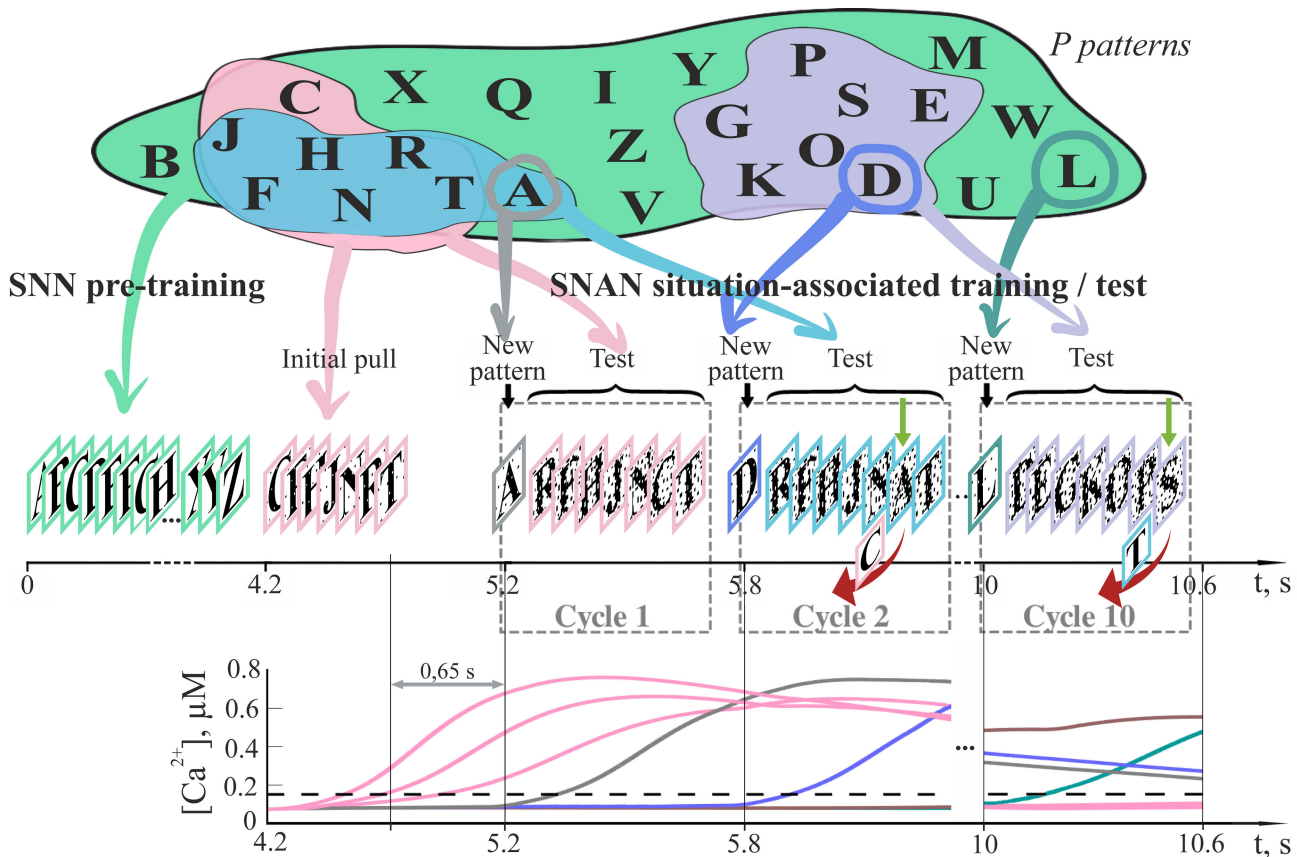 P patterns
B
C
J
H
R
F
N
T
A
X
Q
I
Y
Z
V
P
G
S
E
K
O
D
M
W
L
U
SNN pre-training
SNAN situation-associated training / test
Initial pull
New
pattern
Test
New
pattern
Test
New
pattern
Test
...
A
D
...
L
C
T
0
4.2
5.2
5.8
10
10.6
t, s
Cycle 1
Cycle 2
Cycle 10
[Ca²⁺], µM
0.8
0.6
0.4
0.2
0
0,65 s
...
4.2
5.2
5.8
10
10.6
t, s